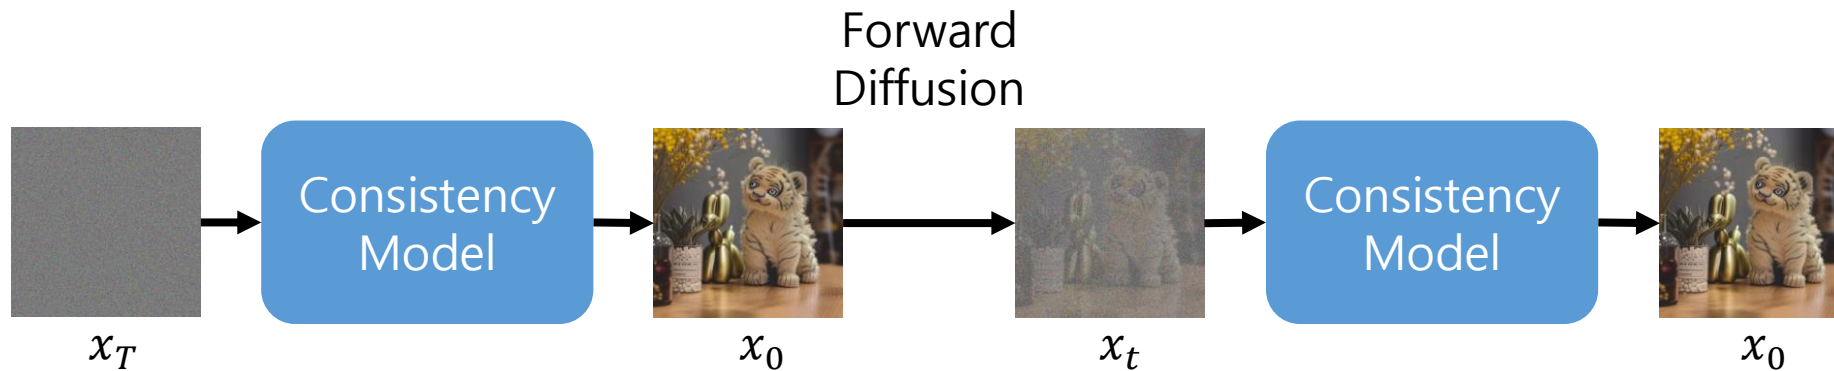 Forward
Diffusion
Consistency
Model
Consistency
Model
x_T
x_0
x_t
x_0